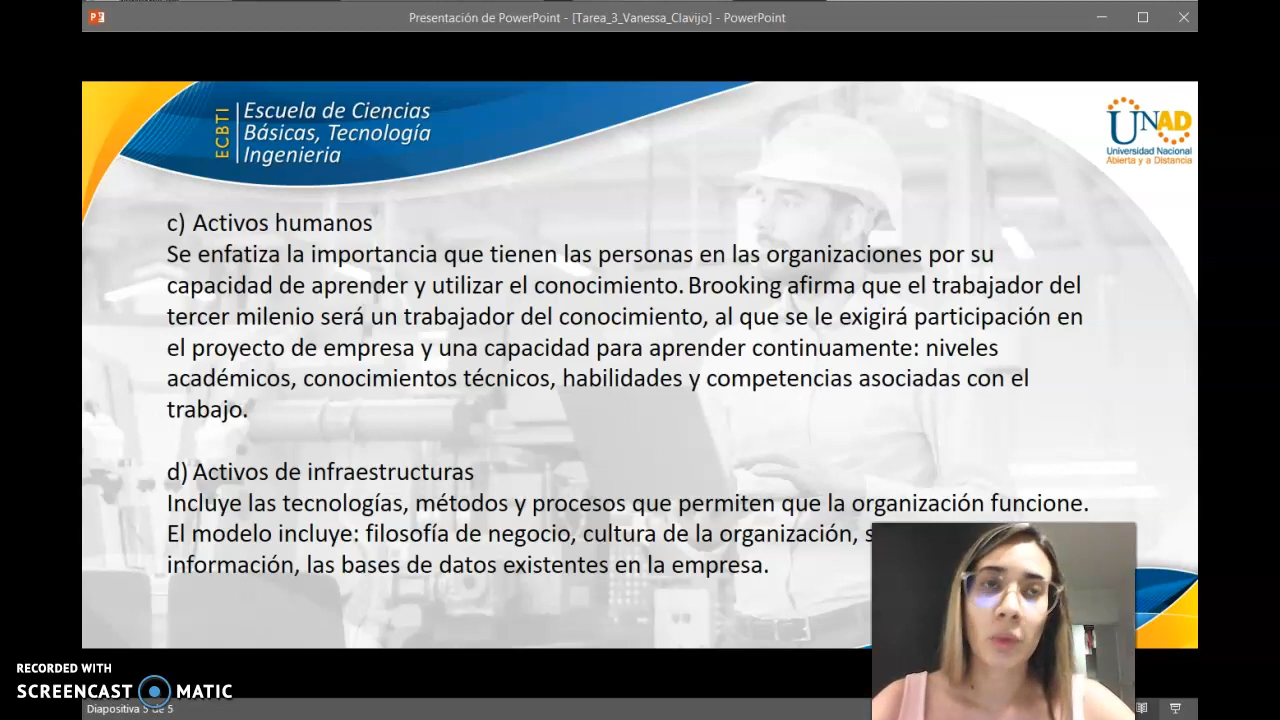 Presentación de PowerPoint - [Tarea_3_Vanessa_Clavijo] - PowerPoint
ECBTI
Escuela de Ciencias
Básicas, Tecnología
Ingenieria
UNAD
Universidad Nacional
Abierta y a Distancia
c) Activos humanos
Se enfatiza la importancia que tienen las personas en las organizaciones por su
capacidad de aprender y utilizar el conocimiento. Brooking afirma que el trabajador del
tercer milenio será un trabajador del conocimiento, al que se le exigirá participación en
el proyecto de empresa y una capacidad para aprender continuamente: niveles
académicos, conocimientos técnicos, habilidades y competencias asociadas con el
trabajo.
d) Activos de infraestructuras
Incluye las tecnologías, métodos y procesos que permiten que la organización funcione.
El modelo incluye: filosofía de negocio, cultura de la organización,
información, las bases de datos existentes en la empresa.
RECORDED WITH
SCREENCAST MATIC
Diapositiva 5 de 5